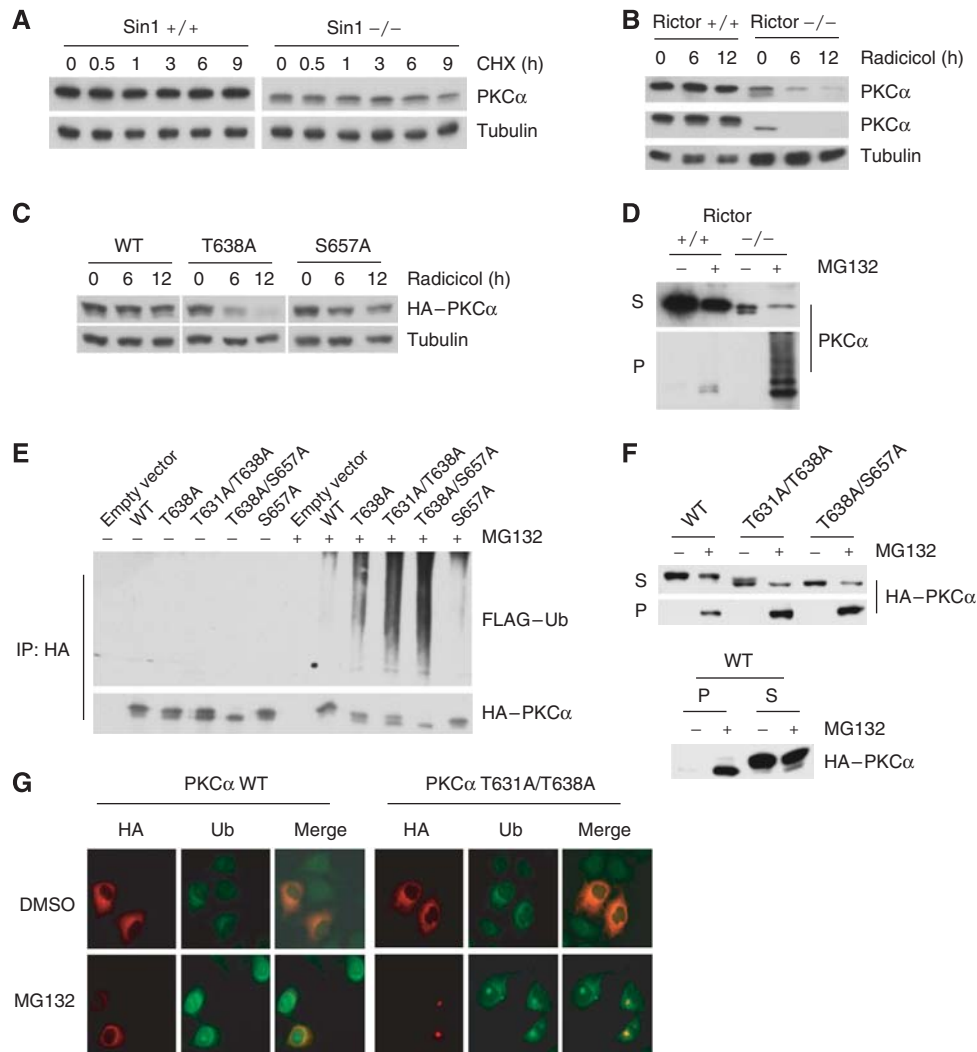 A
Sin1 +/+ Sin1 −/−
0 0.5 1 3 6 9 0 0.5 1 3 6 9 CHX (h)
PKCα
Tubulin
B
Rictor +/+ Rictor −/−
0 6 12 0 6 12 Radicicol (h)
PKCα
PKCα
Tubulin
C
WT T638A S657A
0 6 12 0 6 12 0 6 12 Radicicol (h)
HA–PKCα
Tubulin
D
Rictor
+/+ −/−
− + − + MG132
S
PKCα
P
E
Empty vector WT T638A T631A/T638A T638A/S657A S657A Empty vector WT T638A T631A/T638A T638A/S657A S657A
− − − − − − + + + + + + MG132
FLAG–Ub
IP: HA
HA–PKCα
F
WT T631A/T638A T638A/S657A
− + − + − + MG132
S
HA–PKCα
P
WT
P S
− + − + MG132
HA–PKCα
G
PKCα WT PKCα T631A/T638A
HA Ub Merge HA Ub Merge
DMSO
MG132